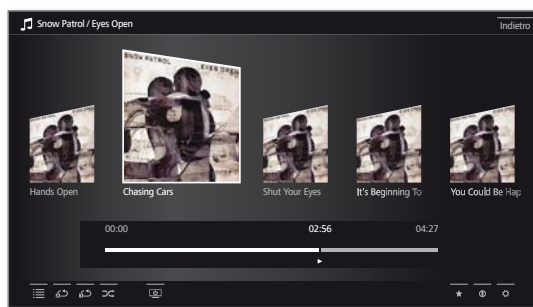 Snow Patrol / Eyes Open
Indietro
SNOW PATROL EYES OPEN
Hands Open
Chasing Cars
Shut Your Eyes
It's Beginning To
You Could Be Hap
00:00 02:56 04:27